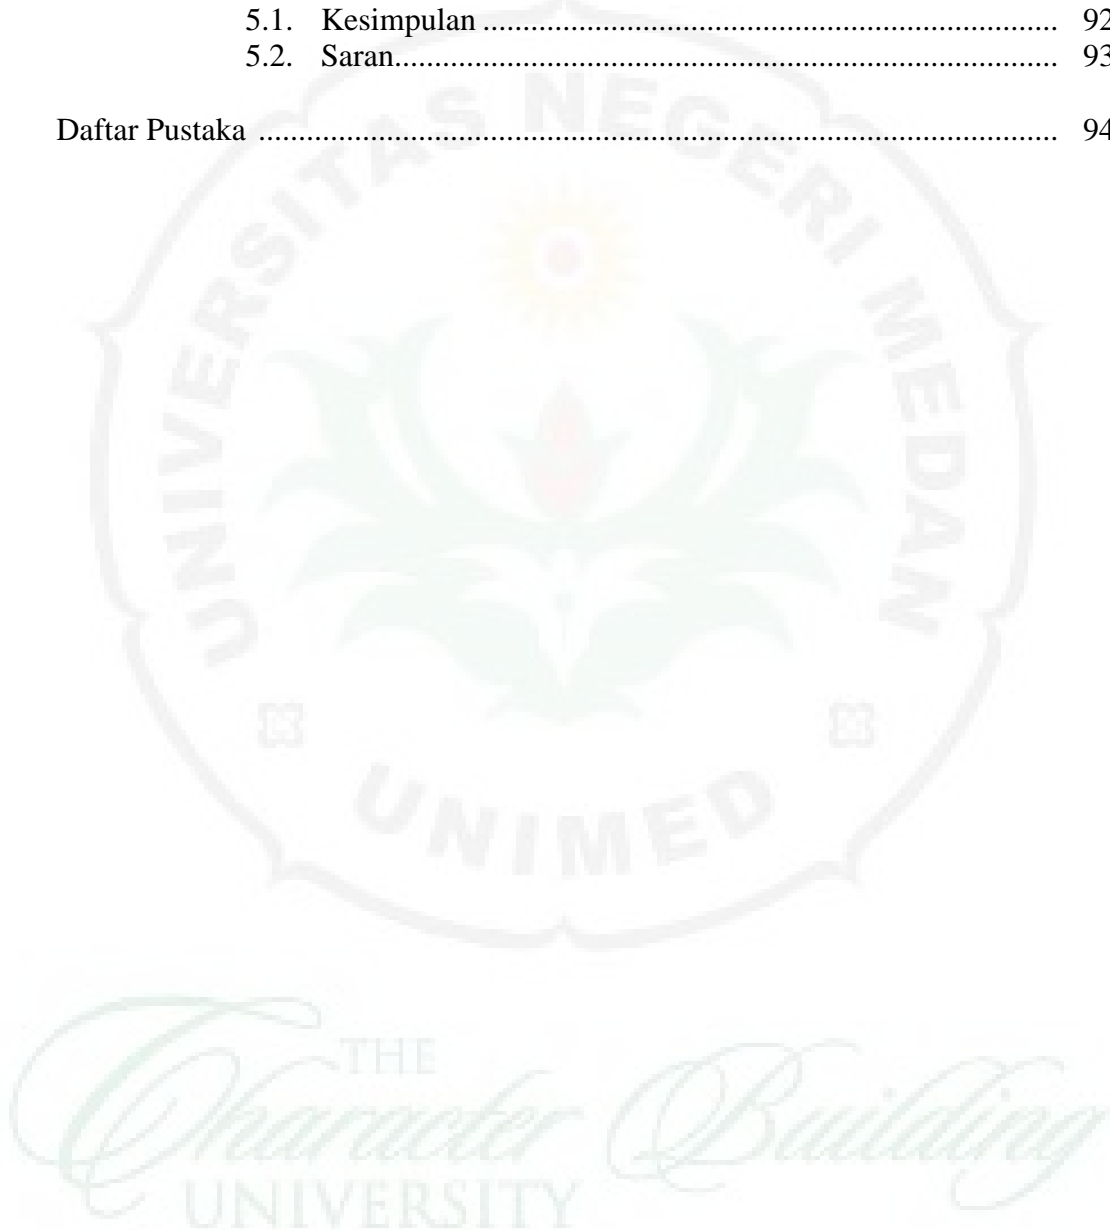 5.1. Kesimpulan ........................................................................ 92
5.2. Saran................................................................................... 93
Daftar Pustaka .................................................................................................... 94
UNIVERSITAS NEGERI MEDAN
UNIMED
THE
Character Building
UNIVERSITY